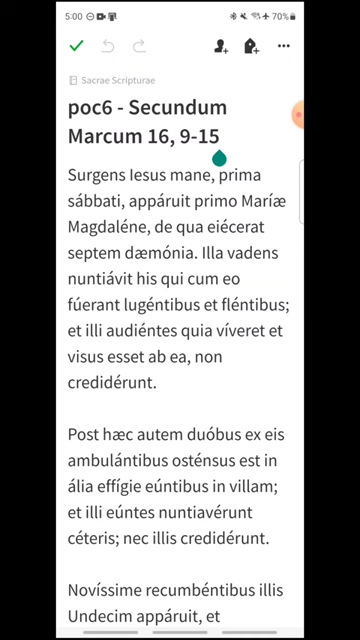 5:00
70%
Sacrae Scripturae
poc6 - Secundum
Marcum 16, 9-15
Surgens Iesus mane, prima
sábbati, appáruit primo Maríæ
Magdaléne, de qua eiécerat
septem dæmónia. Illa vadens
nuntiávit his qui cum eo
fúerant lugéntibus et fléntibus;
et illi audiéntes quia víveret et
visus esset ab ea, non
credidérunt.
Post hæc autem duóbus ex eis
ambulántibus osténsus est in
ália effígie eúntibus in villam;
et illi eúntes nuntiavérunt
céteris; nec illis credidérunt.
Novíssime recumbéntibus illis
Undecim appáruit, et